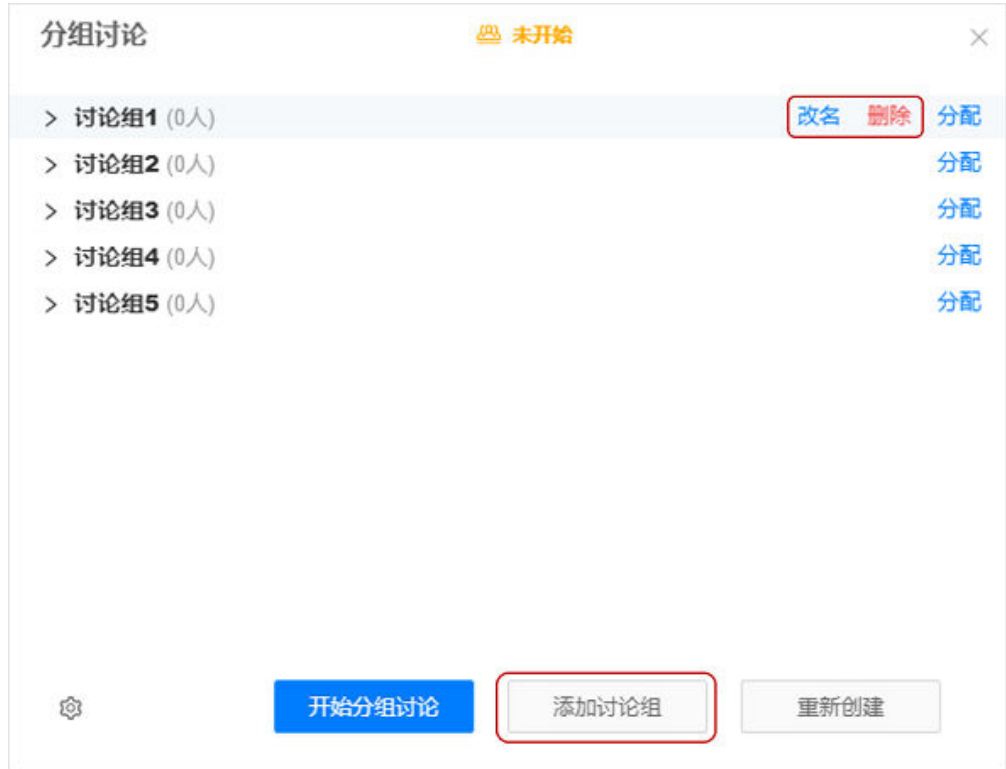 分组讨论 未开始
讨论组1 (0人) 改名 删除 分配
讨论组2 (0人) 分配
讨论组3 (0人) 分配
讨论组4 (0人) 分配
讨论组5 (0人) 分配
开始分组讨论 添加讨论组 重新创建